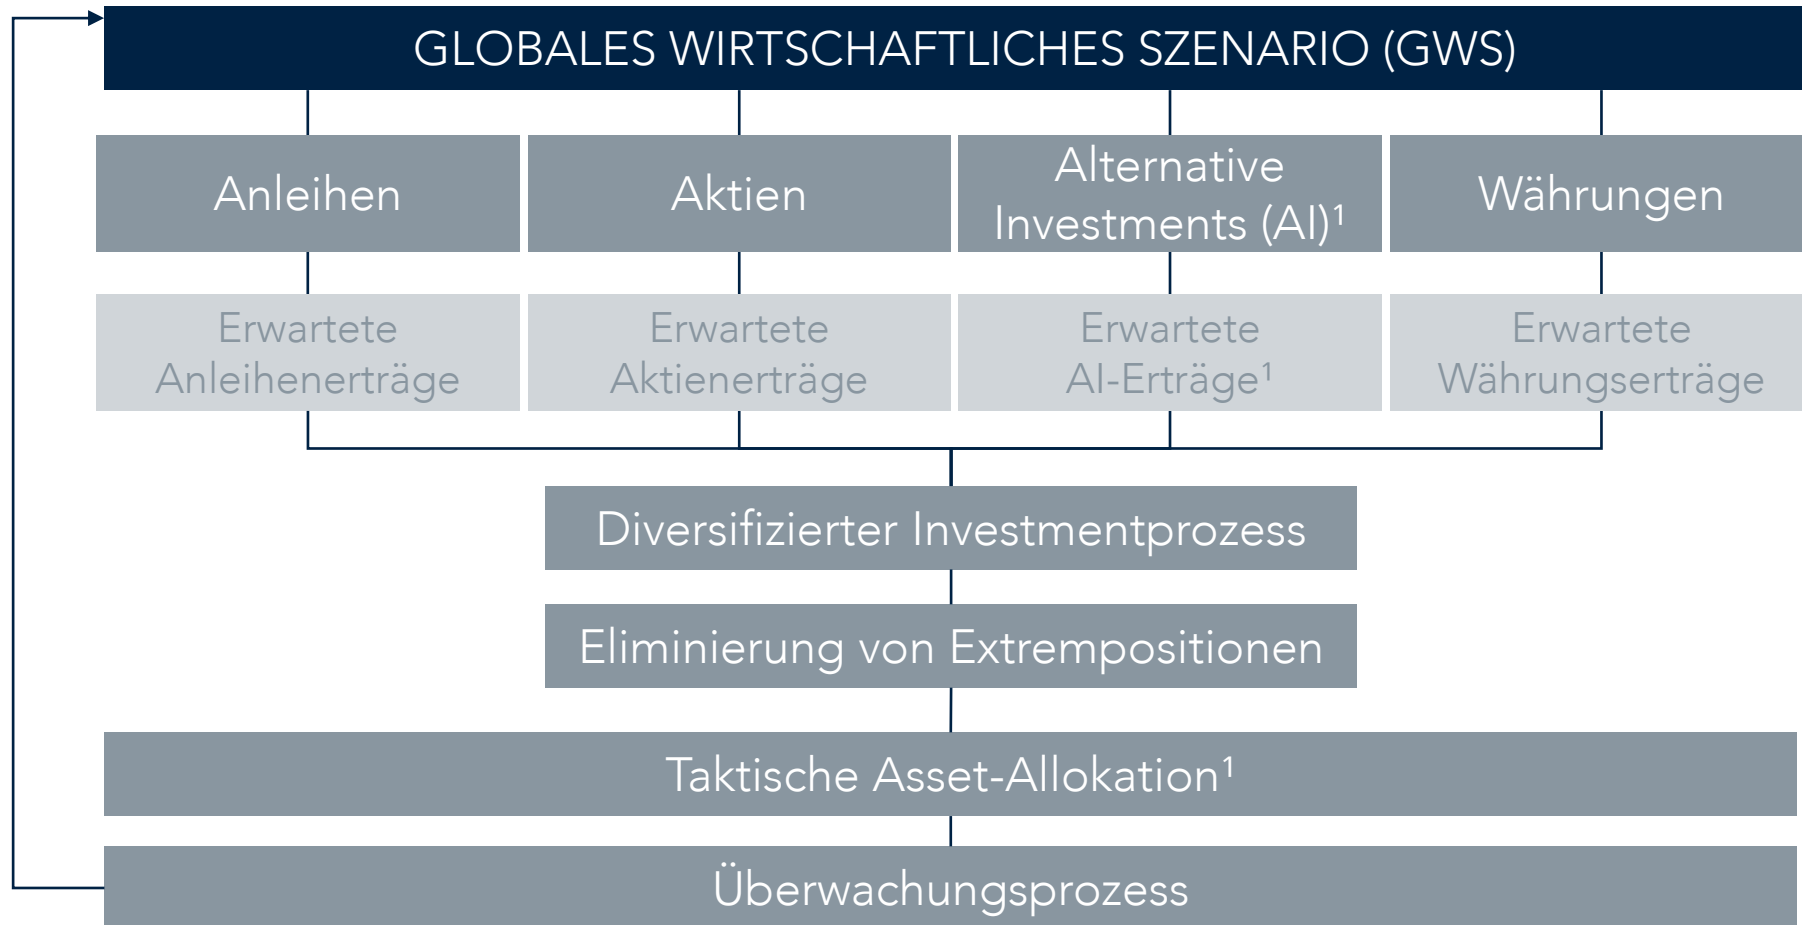 GLOBALES WIRTSCHAFTLICHES SZENARIO (GWS)
Anleihen
Aktien
Alternative
Investments (AI)¹
Währungen
Erwartete
Anleihenerträge
Erwartete
Aktienerträge
Erwartete
AI-Erträge¹
Erwartete
Währungserträge
Diversifizierter Investmentprozess
Eliminierung von Extrempositionen
Taktische Asset-Allokation¹
Überwachungsprozess